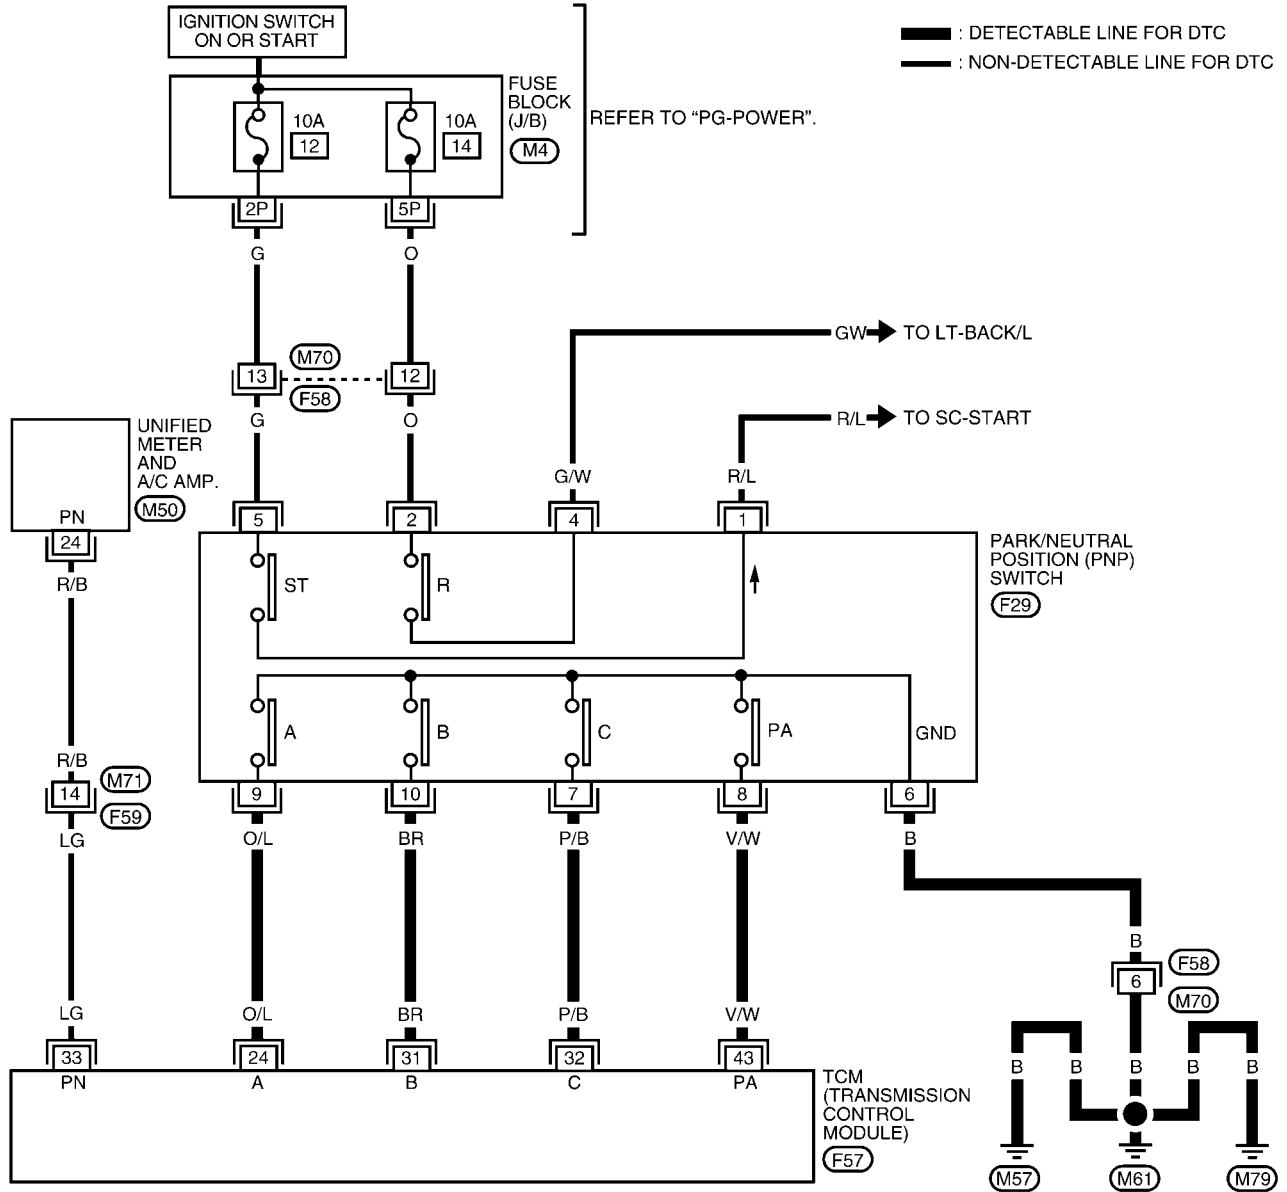 IGNITION SWITCH
ON OR START
: DETECTABLE LINE FOR DTC
: NON-DETECTABLE LINE FOR DTC
FUSE
BLOCK
(J/B)
M4
REFER TO “PG-POWER”.
10A
12
10A
14
2P
5P
G
O
M70
13
12
F58
G
O
GW
TO LT-BACK/L
R/L
TO SC-START
G/W
R/L
UNIFIED
METER
AND
A/C AMP.
M50
PN
24
R/B
5
2
4
1
PARK/NEUTRAL
POSITION (PNP)
SWITCH
F29
ST
R
A
B
C
PA
GND
R/B
14
M71
F59
LG
9
10
7
8
6
O/L
BR
P/B
V/W
B
B
F58
6
M70
LG
O/L
BR
P/B
V/W
33
24
31
32
43
PN
A
B
C
PA
TCM
(TRANSMISSION
CONTROL
MODULE)
F57
B
B
B
B
B
M57
M61
M79